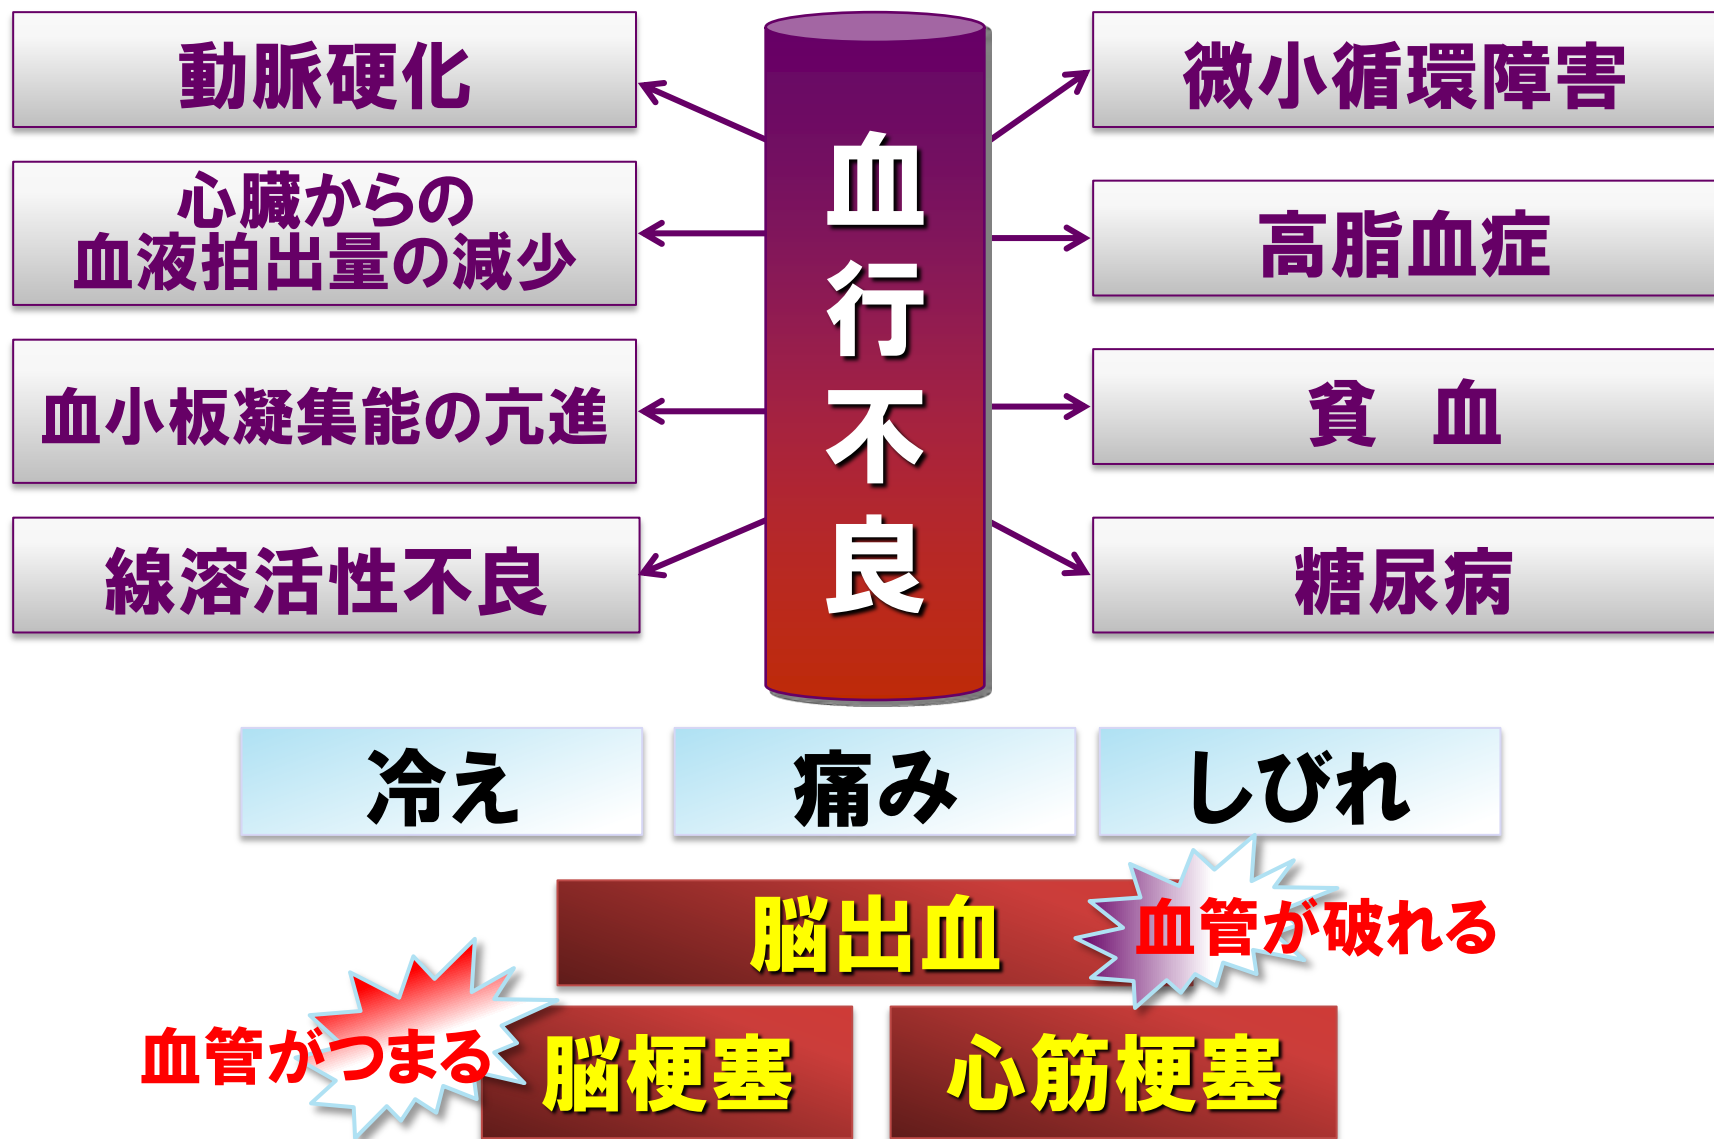 動脈硬化
心臓からの
血液拍出量の減少
血小板凝集能の亢進
線溶活性不良
血行不良
微小循環障害
高脂血症
貧　血
糖尿病
冷え
痛み
しびれ
脳出血
血管が破れる
血管がつまる
脳梗塞
心筋梗塞